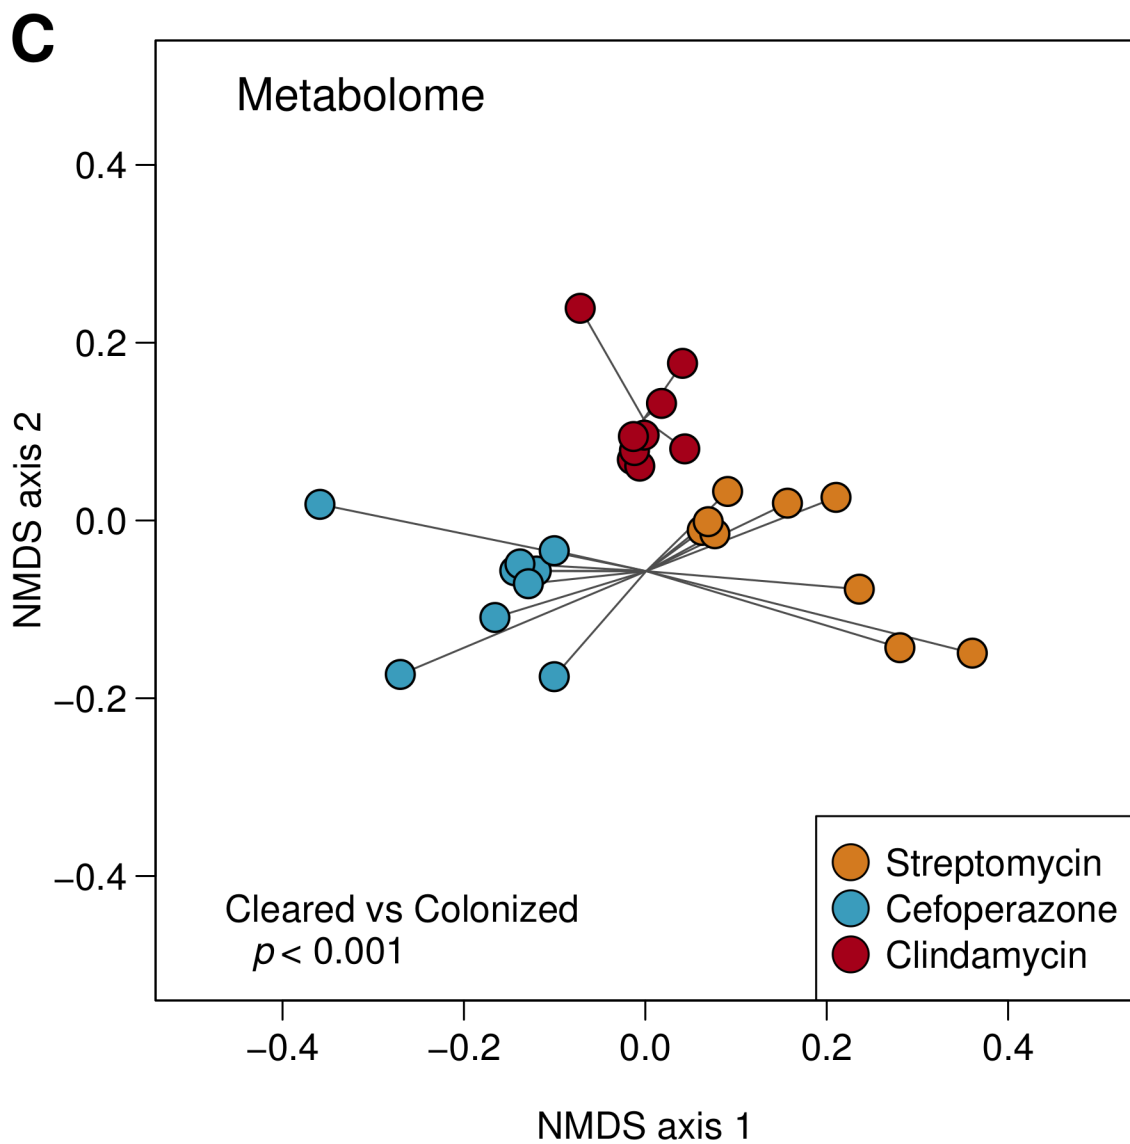 C
Metabolome
0.4
0.2
0.0
−0.2
−0.4
NMDS axis 2
Cleared vs Colonized
p < 0.001
Streptomycin
Cefoperazone
Clindamycin
−0.4 −0.2 0.0 0.2 0.4
NMDS axis 1